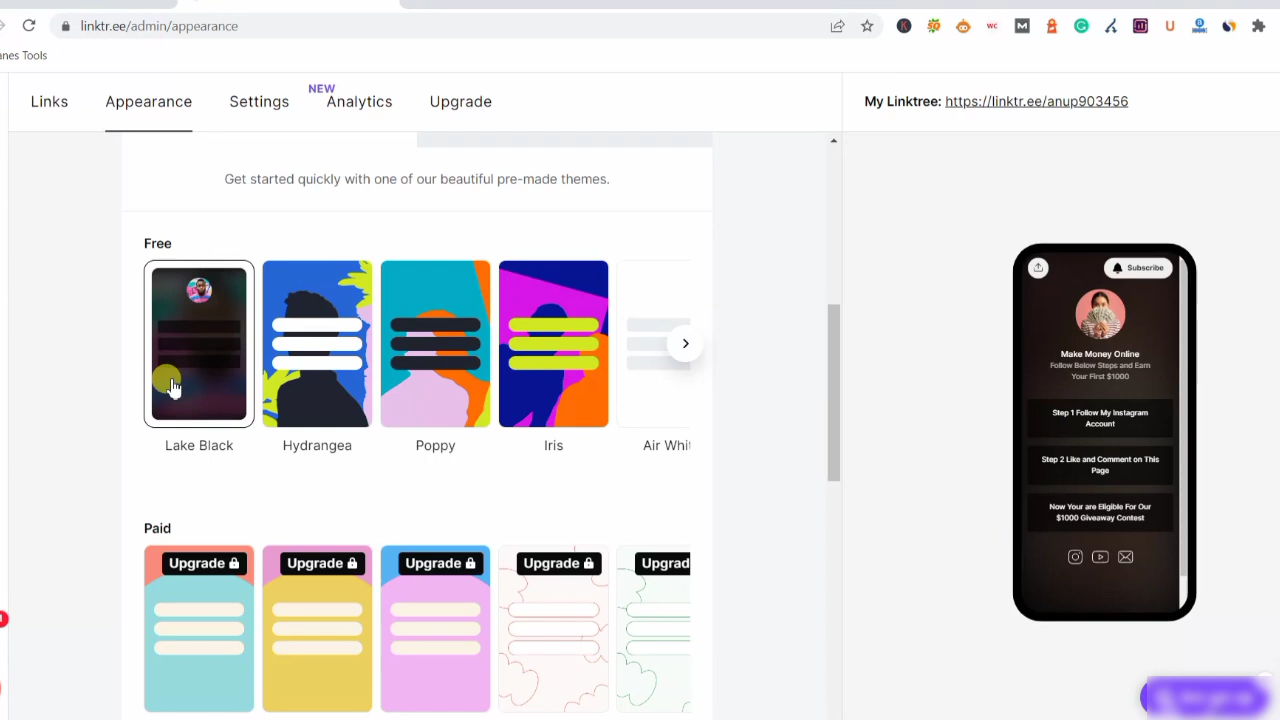 linktr.ee/admin/appearance
WC
M
U
nes Tools
Links
Appearance
Settings
NEW
Analytics
Upgrade
My Linktree: https://linktr.ee/anup903456
Get started quickly with one of our beautiful pre-made themes.
Free
Lake Black
Hydrangea
Poppy
Iris
Air Whit
Paid
Upgrade
Upgrade
Upgrade
Upgrade
Upgrad
Subscribe
Make Money Online
Follow Below Steps and Earn
Your First $1000
Step 1 Follow My Instagram
Account
Step 2 Like and Comment on This
Page
Now Your are Eligible For Our
$1000 Giveaway Contest